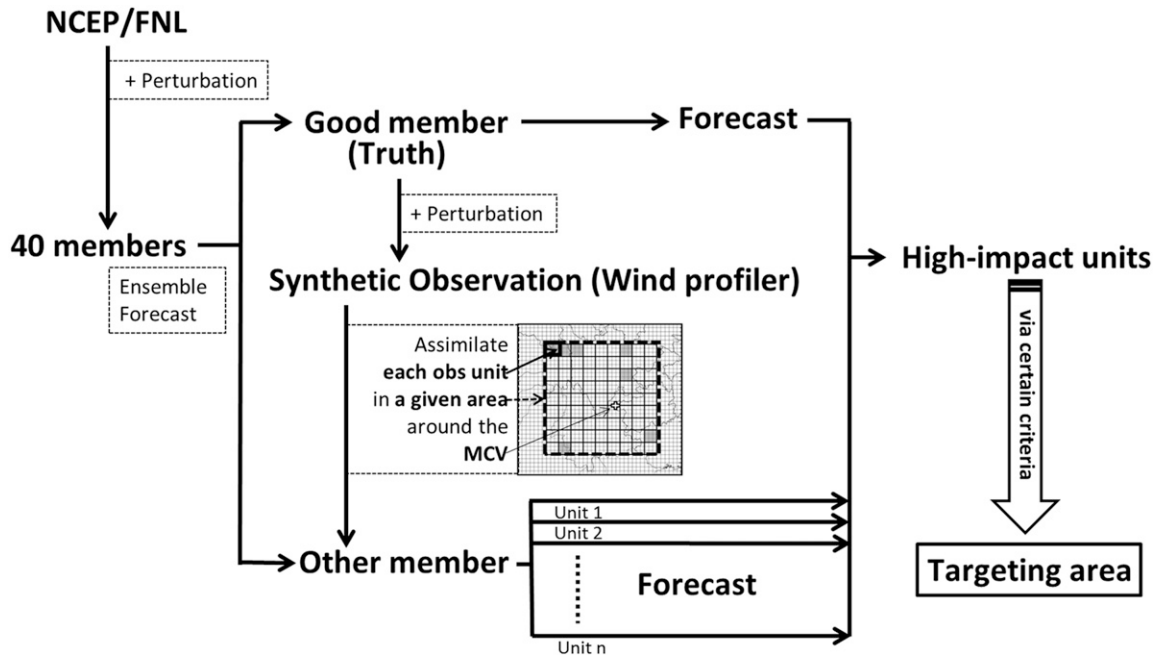 NCEP/FNL
+ Perturbation
40 members
Ensemble
Forecast
Good member
(Truth)
Forecast
+ Perturbation
Synthetic Observation (Wind profiler)
Assimilate
each obs unit
in a given area
around the
MCV
Other member
Unit 1
Unit 2
Forecast
Unit n
High-impact units
via certain criteria
Targeting area